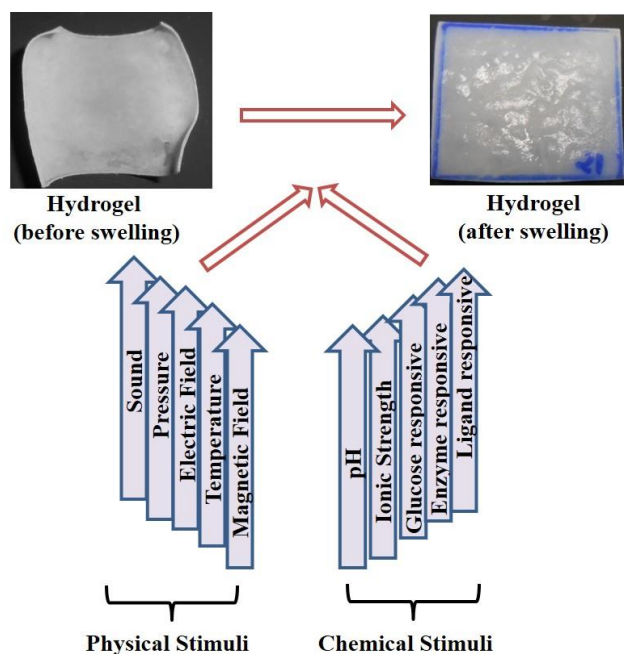 Hydrogel
(before swelling)
Hydrogel
(after swelling)
Sound
Pressure
Electric Field
Temperature
Magnetic Field
pH
Ionic Strength
Glucose responsive
Enzyme responsive
Ligand responsive
Physical Stimuli
Chemical Stimuli